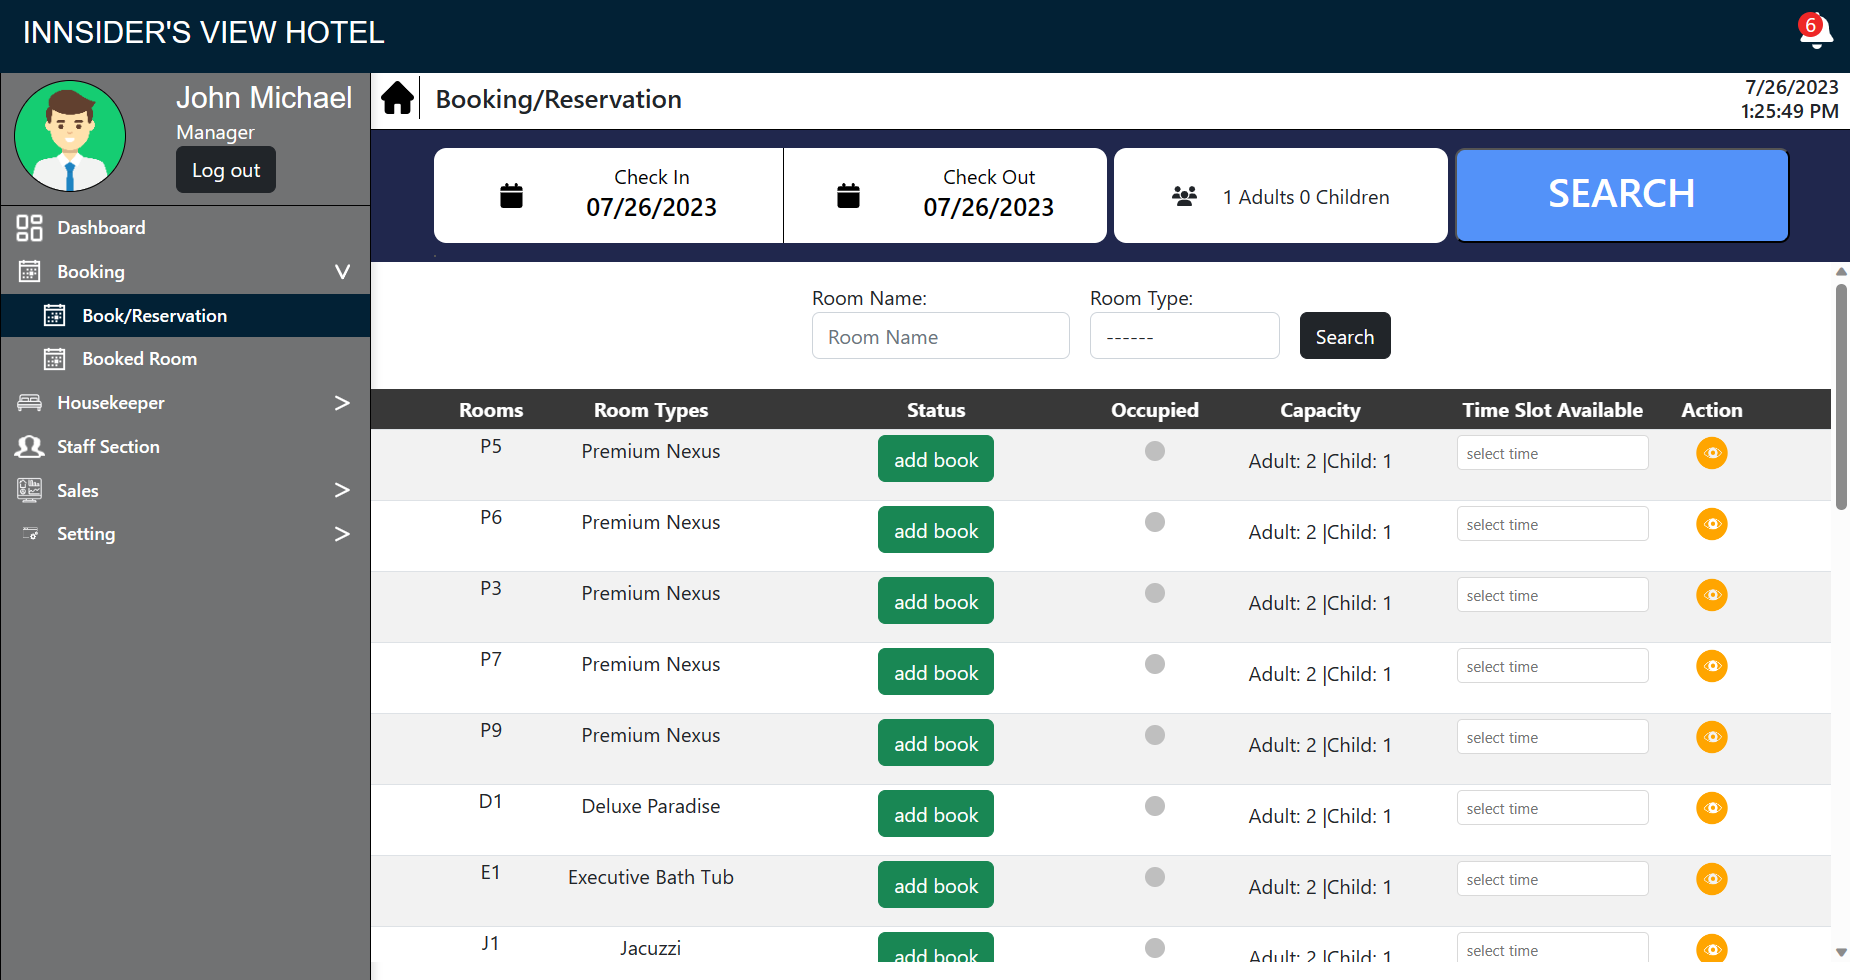 INNSIDER'S VIEW HOTEL
6
John Michael
Manager
Log out
Booking/Reservation
7/26/2023
1:25:49 PM
Check In
07/26/2023
Check Out
07/26/2023
1 Adults 0 Children
SEARCH
Dashboard
Booking
Book/Reservation
Booked Room
Housekeeper
Staff Section
Sales
Setting
Room Name:
Room Name
Room Type:
------
Search
Rooms Room Types Status Occupied Capacity Time Slot Available Action
P5 Premium Nexus add book Adult: 2 |Child: 1 select time
P6 Premium Nexus add book Adult: 2 |Child: 1 select time
P3 Premium Nexus add book Adult: 2 |Child: 1 select time
P7 Premium Nexus add book Adult: 2 |Child: 1 select time
P9 Premium Nexus add book Adult: 2 |Child: 1 select time
D1 Deluxe Paradise add book Adult: 2 |Child: 1 select time
E1 Executive Bath Tub add book Adult: 2 |Child: 1 select time
J1 Jacuzzi add book Adult: 2 |Child: 1 select time